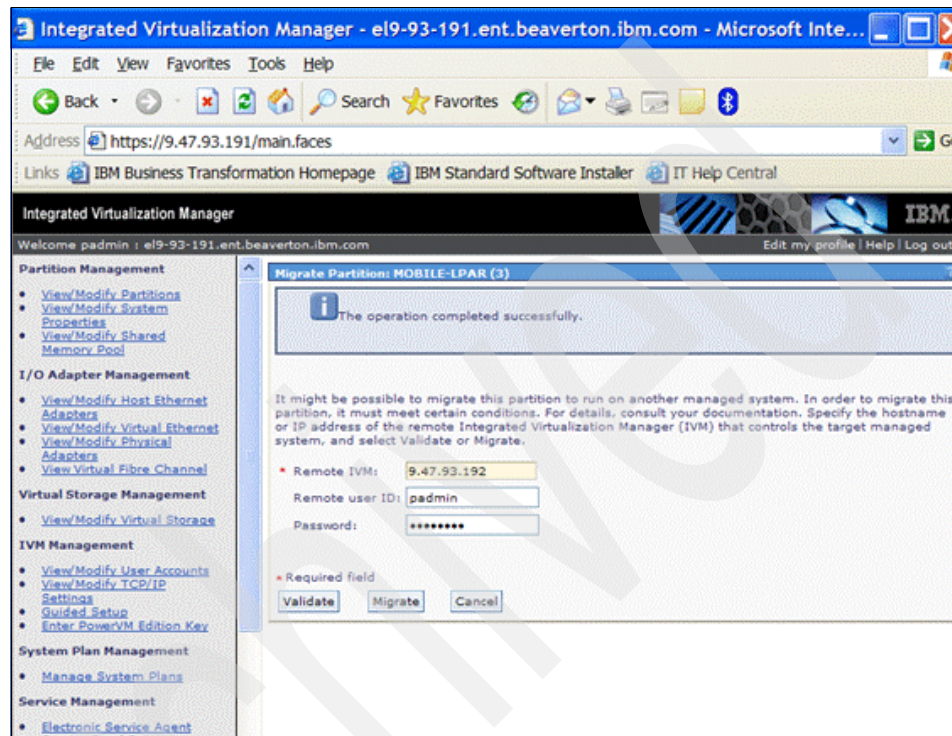 Integrated Virtualization Manager - el9-93-191.ent.beaverton.ibm.com - Microsoft Inte...
File Edit View Favorites Tools Help
Back Search Favorites
Address https://9.47.93.191/main.faces
Links IBM Business Transformation Homepage IBM Standard Software Installer IT Help Central
Integrated Virtualization Manager
IBM
Welcome padmin : el9-93-191.ent.beaverton.ibm.com
Edit my profile | Help | Log out
Partition Management
View/Modify Partitions
View/Modify System
Properties
View/Modify Shared
Memory Pool
I/O Adapter Management
View/Modify Host Ethernet
Adapters
View/Modify Virtual Ethernet
View/Modify Physical
Adapters
View Virtual Fibre Channel
Virtual Storage Management
View/Modify Virtual Storage
IVM Management
View/Modify User Accounts
View/Modify TCP/IP
Settings
Guided Setup
Enter PowerVM Edition Key
System Plan Management
Manage System Plans
Service Management
Electronic Service Agent
Migrate Partition: MOBILE-LPAR (3)
The operation completed successfully.
It might be possible to migrate this partition to run on another managed system. In order to migrate this
partition, it must meet certain conditions. For details, consult your documentation. Specify the hostname
or IP address of the remote Integrated Virtualization Manager (IVM) that controls the target managed
system, and select Validate or Migrate.
* Remote IVM: 9.47.93.192
Remote user ID: padmin
Password: ••••••••
* Required field
Validate Migrate Cancel